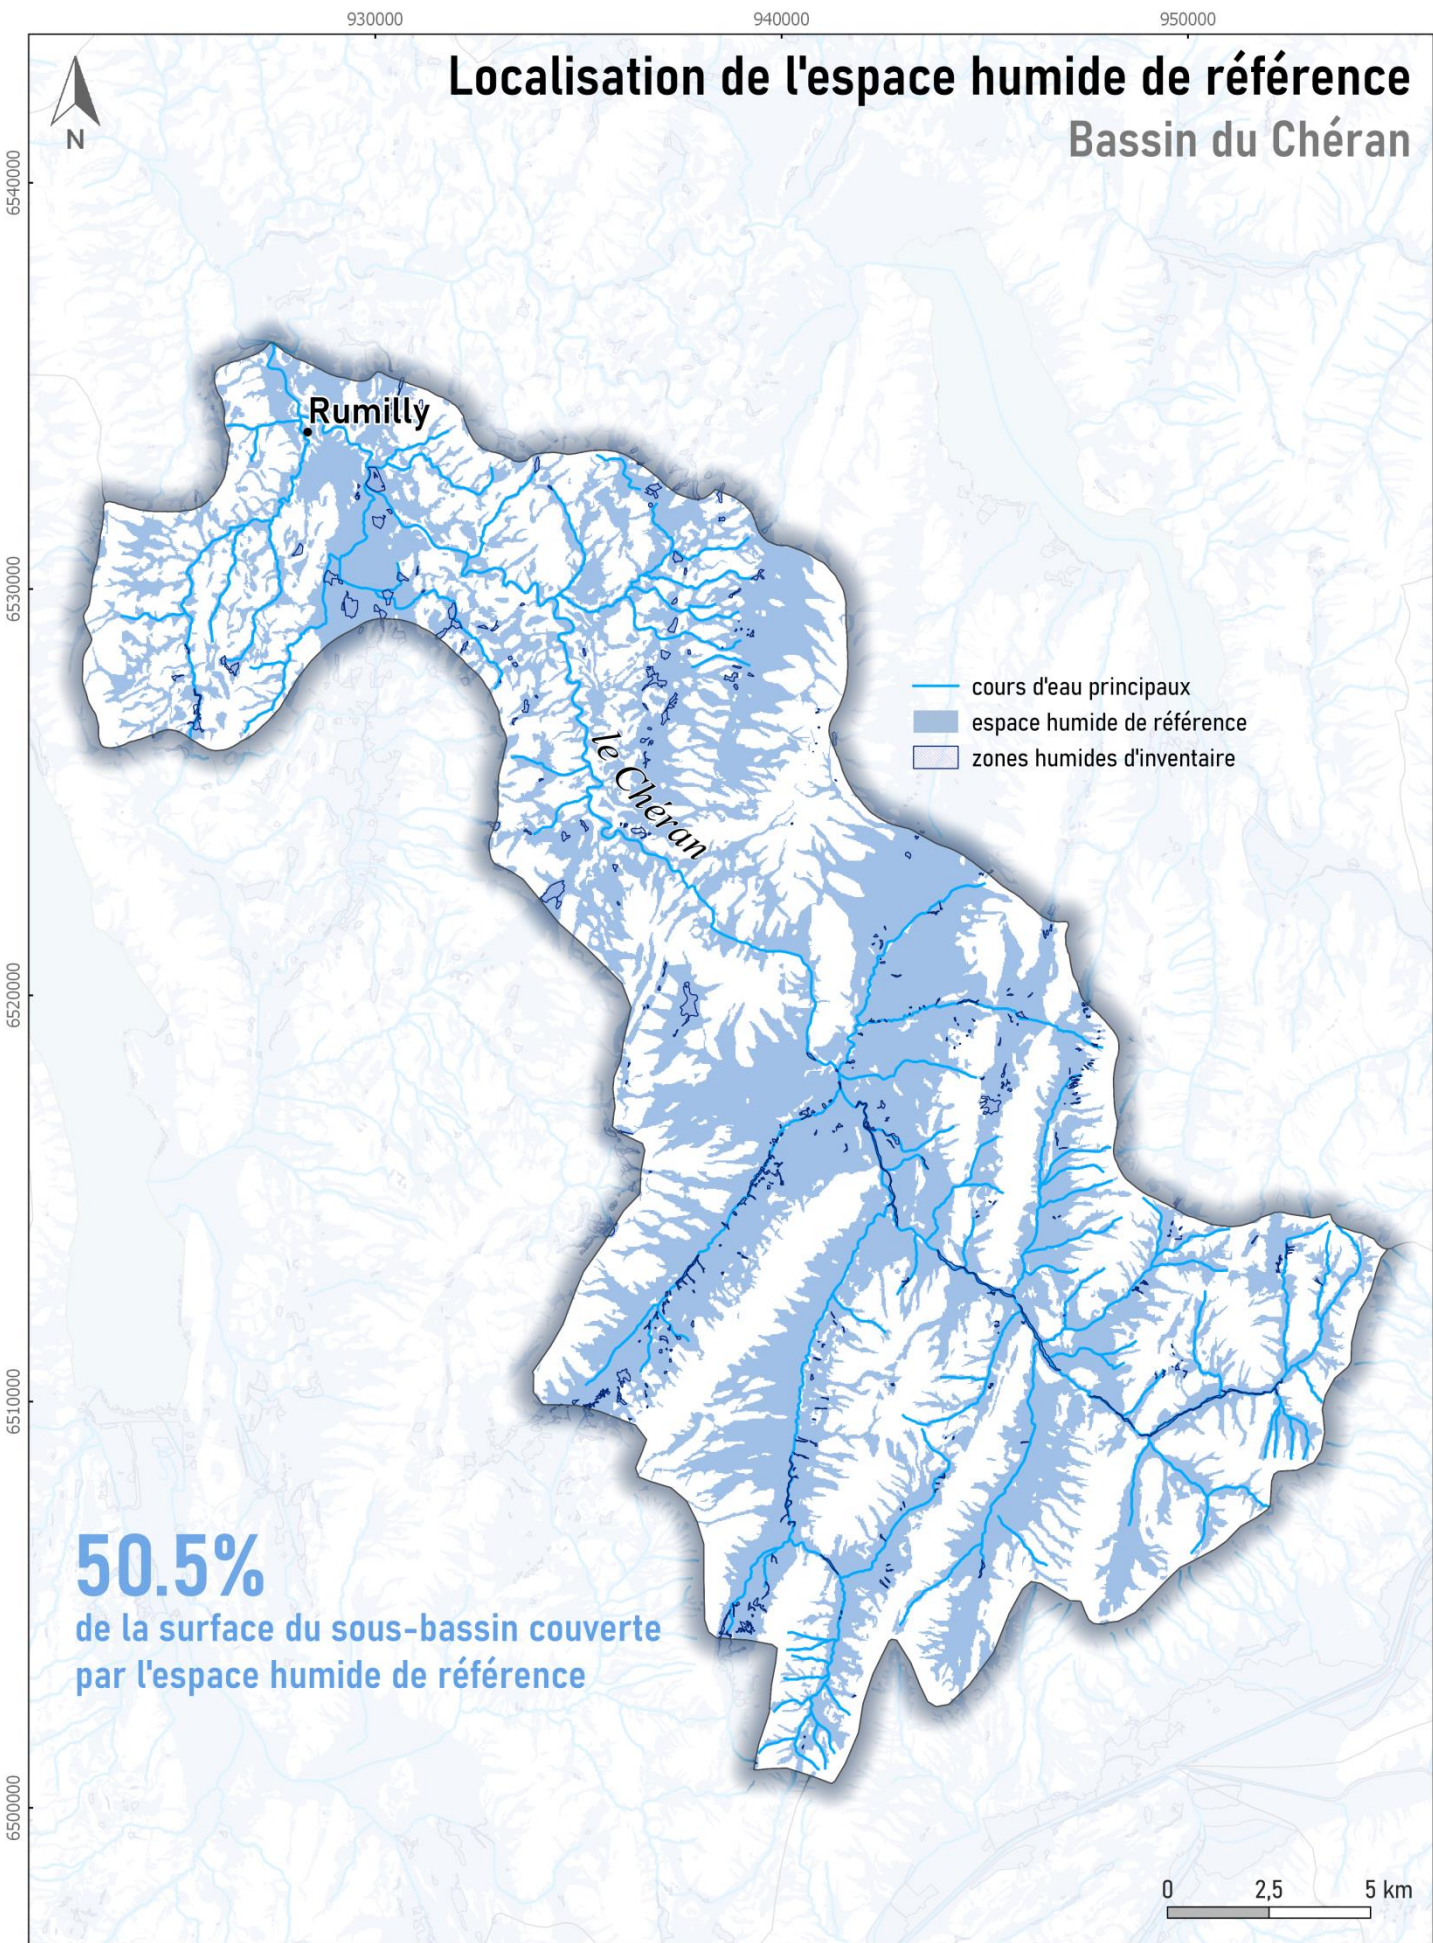 930000 940000 950000
Localisation de l'espace humide de référence
Bassin du Chéran
N
6540000
Rumilly
6530000
cours d'eau principaux
espace humide de référence
zones humides d'inventaire
le Chéran
6520000
6510000
50.5%
de la surface du sous-bassin couverte
par l'espace humide de référence
6500000
0 2,5 5 km